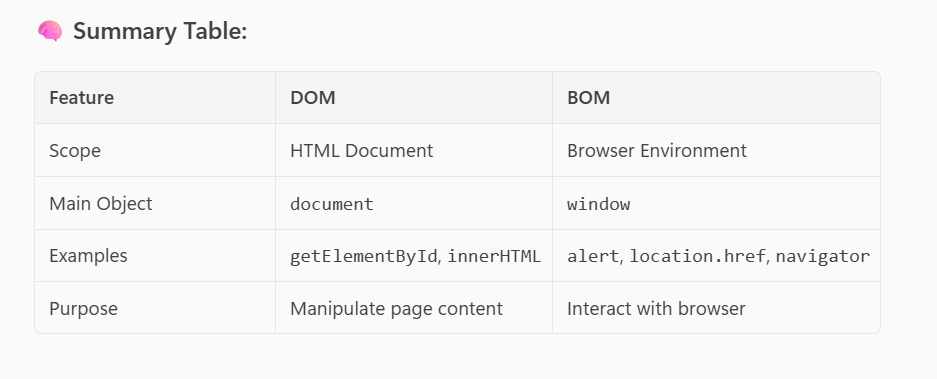 🧠 Summary Table:
Feature DOM BOM
Scope HTML Document Browser Environment
Main Object document window
Examples getElementById, innerHTML alert, location.href, navigator
Purpose Manipulate page content Interact with browser